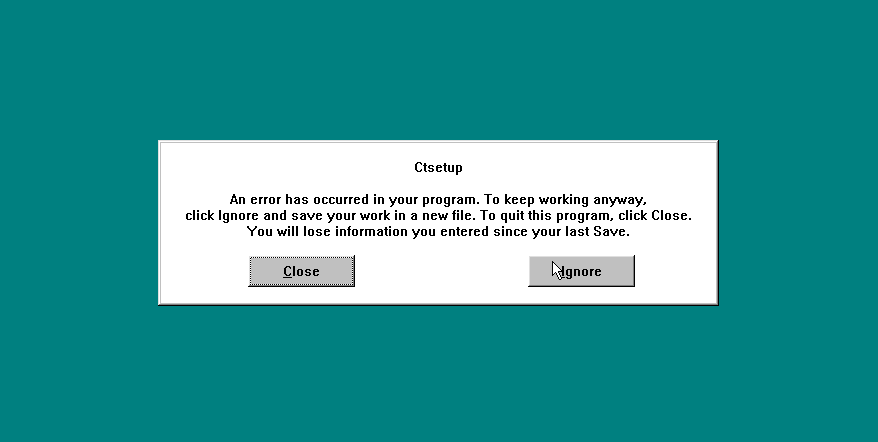 Ctsetup
An error has occurred in your program. To keep working anyway,
click Ignore and save your work in a new file. To quit this program, click Close.
You will lose information you entered since your last Save.
Close Ignore